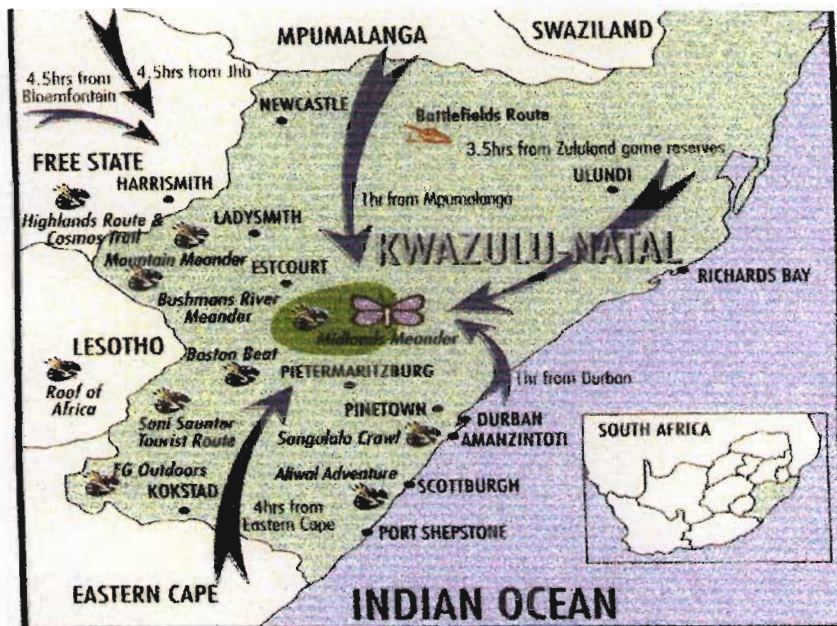 MPUMALANGA
SWAZILAND
4.5hrs from
Bloemfontain
4.5hrs from Jhb
NEWCASTLE
Battlefields Route
3.5hrs from Zululand game reserves
ULUNDI
FREE STATE
HARRISMITH
1hr from Mpumalanga
Highlands Route &
Cosmos Trail
LADYSMITH
Mountain Meander
KWAZULU-NATAL
ESTCOURT
RICHARDS BAY
Bushmans River
Meander
Midlands Meander
LESOTHO
Boston Beat
PIETERMARITZBURG
1hr from Durban
Roof of
Africa
PINETOWN
DURBAN
AMANZINTOTI
Sani Saunter
Tourist Route
Songololo Crawl
SOUTH AFRICA
FG Outdoors
Aliwal Adventure
SCOTTBURGH
KOKSTAD
4hrs from
Eastern Cape
PORT SHEPSTONE
EASTERN CAPE
INDIAN OCEAN